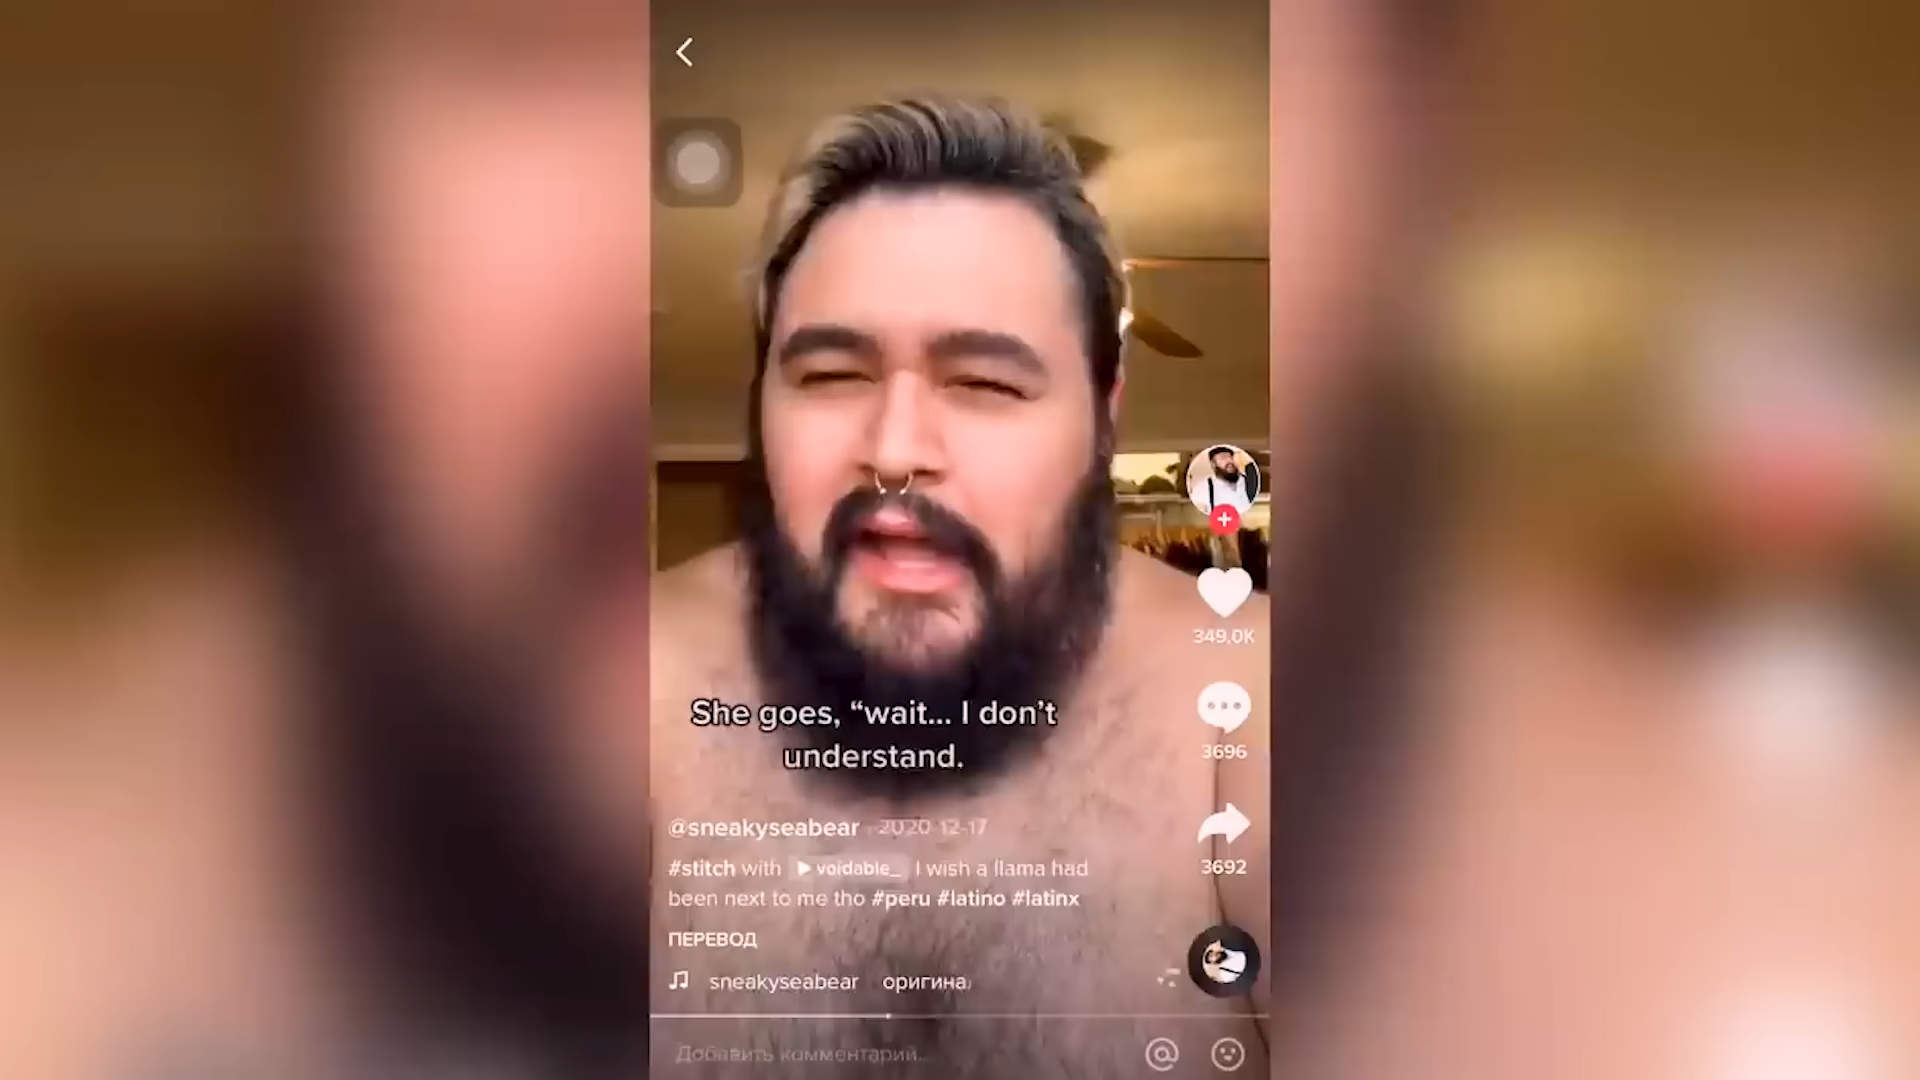 She goes, “wait... I don’t
understand.
349,0K
3696
@sneakyseabear · 2020-12-17
3692
#stitch with voidable_ I wish a llama had
been next to me tho #peru #latino #latinx
ПЕРЕВОД
sneakyseabear оригина
Добавить комментарий...